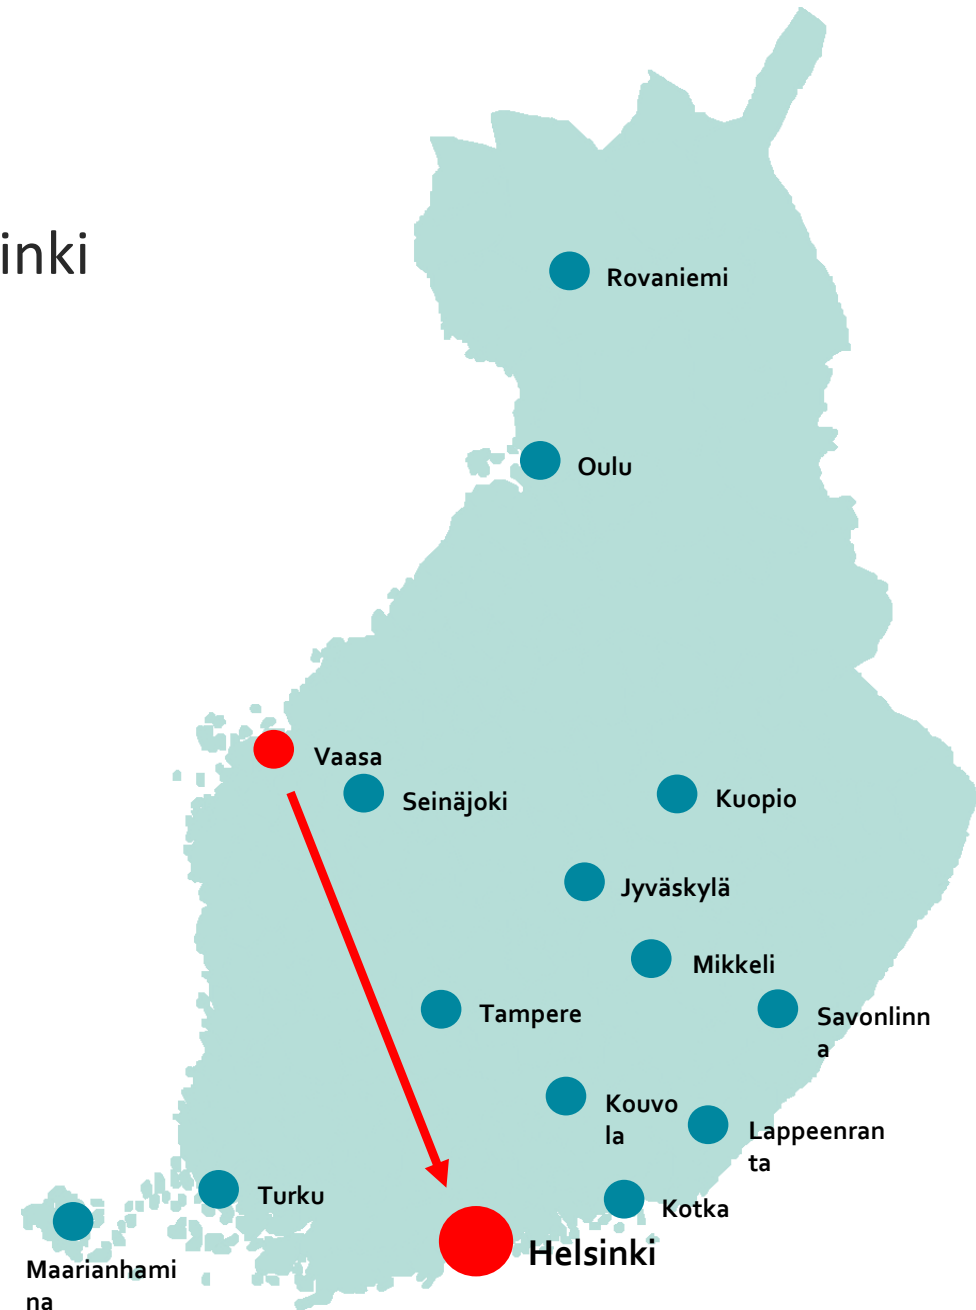 inki
Rovaniemi
Oulu
Vaasa
Seinäjoki
Kuopio
Jyväskylä
Mikkeli
Tampere
Savonlinn
a
Kouvo
la
Lappeenran
ta
Turku
Kotka
Helsinki
Maarianhami
na